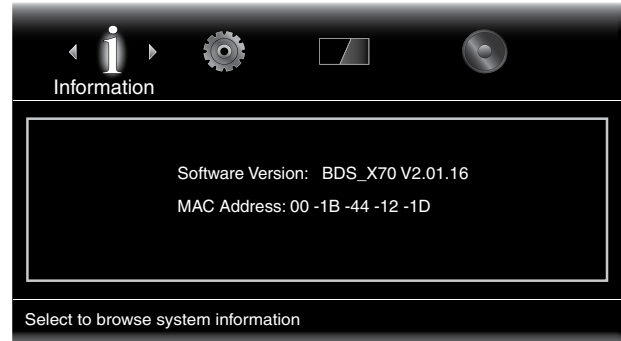 Information
Software Version: BDS_X70 V2.01.16
MAC Address: 00 -1B -44 -12 -1D
Select to browse system information